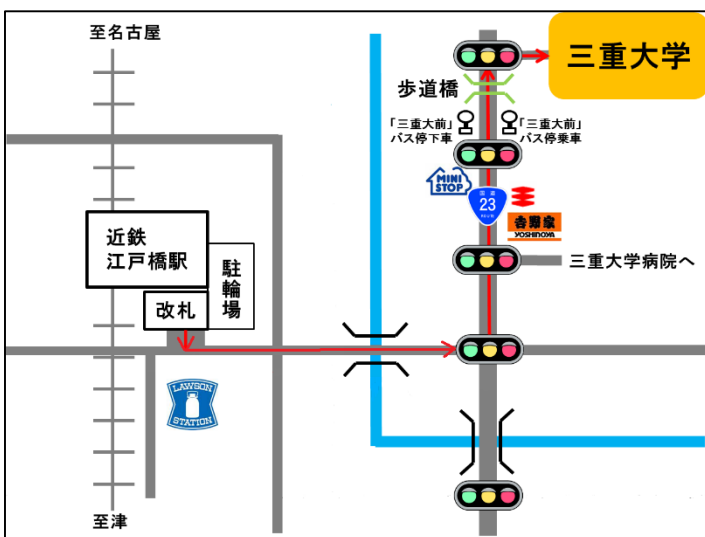 至名古屋
三重大学
歩道橋
「三重大前」
バス停下車
「三重大前」
バス停乗車
MINI
STOP
国道
23
ROUTE
吉野家
YOSHINOYA
近鉄
江戸橋駅
駐輪場
三重大学病院へ
改札
LAWSON
STATION
至津